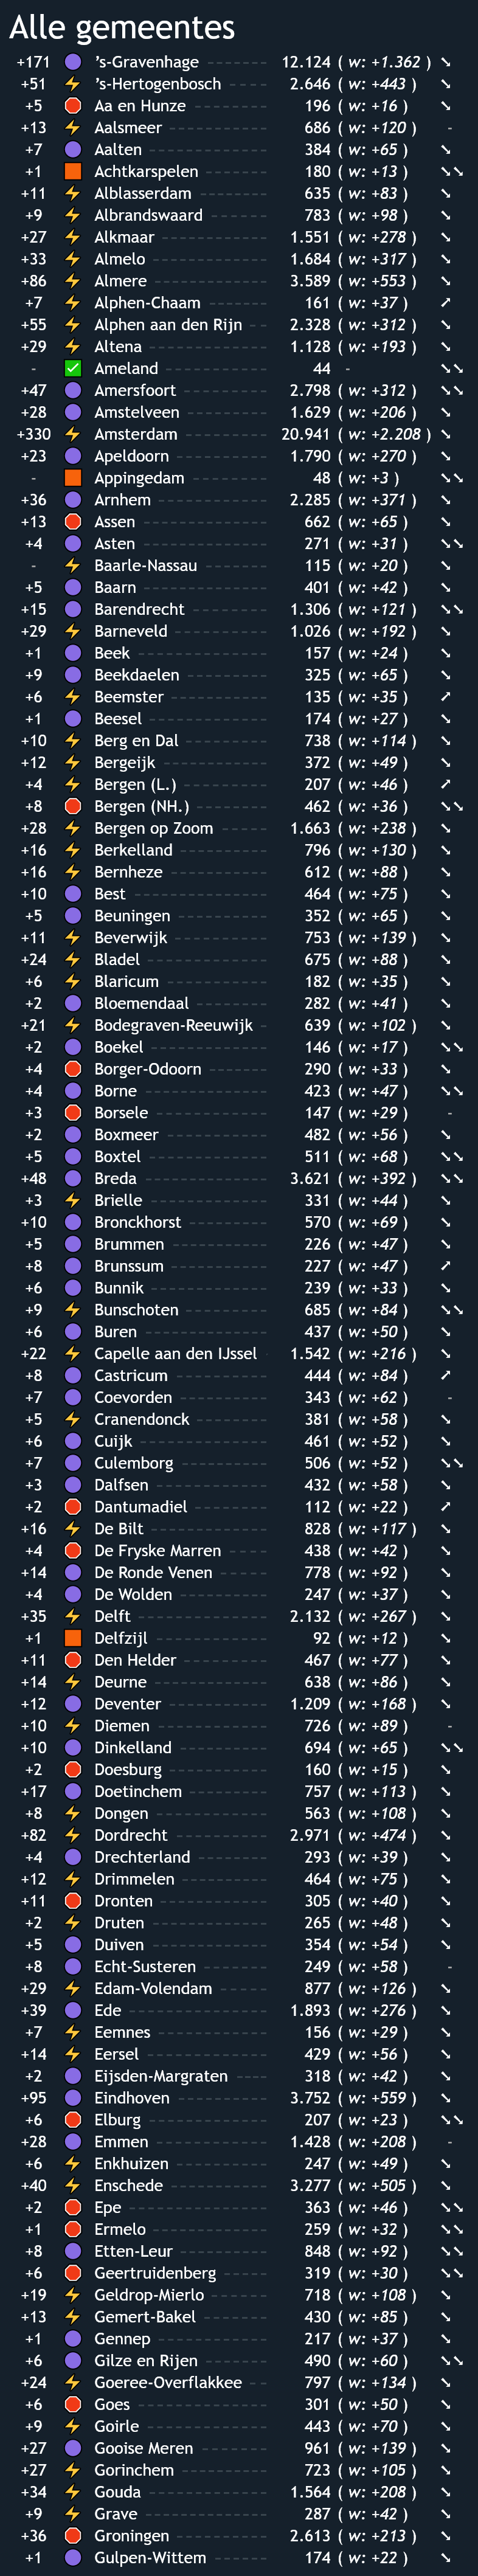 Alle gemeentes
+171 's-Gravenhage 12.124 ( w: +1.362 )
+51 's-Hertogenbosch 2.646 ( w: +443 )
+5 Aa en Hunze 196 ( w: +16 )
+13 Aalsmeer 686 ( w: +120 ) -
+7 Aalten 384 ( w: +65 )
+1 Achtkarspelen 180 ( w: +13 )
+11 Alblasserdam 635 ( w: +83 )
+9 Albrandswaard 783 ( w: +98 )
+27 Alkmaar 1.551 ( w: +278 )
+33 Almelo 1.684 ( w: +317 )
+86 Almere 3.589 ( w: +553 )
+7 Alphen-Chaam 161 ( w: +37 )
+55 Alphen aan den Rijn 2.328 ( w: +312 )
+29 Altena 1.128 ( w: +193 )
- Ameland 44 -
+47 Amersfoort 2.798 ( w: +312 )
+28 Amstelveen 1.629 ( w: +206 )
+330 Amsterdam 20.941 ( w: +2.208 )
+23 Apeldoorn 1.790 ( w: +270 )
- Appingedam 48 ( w: +3 )
+36 Arnhem 2.285 ( w: +371 )
+13 Assen 662 ( w: +65 )
+4 Asten 271 ( w: +31 )
- Baarle-Nassau 115 ( w: +20 )
+5 Baarn 401 ( w: +42 )
+15 Barendrecht 1.306 ( w: +121 )
+29 Barneveld 1.026 ( w: +192 )
+1 Beek 157 ( w: +24 )
+9 Beekdaelen 325 ( w: +65 )
+6 Beemster 135 ( w: +35 )
+1 Beesel 174 ( w: +27 )
+10 Berg en Dal 738 ( w: +114 )
+12 Bergeijk 372 ( w: +49 )
+4 Bergen (L.) 207 ( w: +46 )
+8 Bergen (NH.) 462 ( w: +36 )
+28 Bergen op Zoom 1.663 ( w: +238 )
+16 Berkelland 796 ( w: +130 )
+16 Bernheze 612 ( w: +88 )
+10 Best 464 ( w: +75 )
+5 Beuningen 352 ( w: +65 )
+11 Beverwijk 753 ( w: +139 )
+24 Bladel 675 ( w: +88 )
+6 Blaricum 182 ( w: +35 )
+2 Bloemendaal 282 ( w: +41 )
+21 Bodegraven-Reeuwijk 639 ( w: +102 )
+2 Boekel 146 ( w: +17 )
+4 Borger-Odoorn 290 ( w: +33 )
+4 Borne 423 ( w: +47 )
+3 Borsele 147 ( w: +29 ) -
+2 Boxmeer 482 ( w: +56 )
+5 Boxtel 511 ( w: +68 )
+48 Breda 3.621 ( w: +392 )
+3 Brielle 331 ( w: +44 )
+10 Bronckhorst 570 ( w: +69 )
+5 Brummen 226 ( w: +47 )
+8 Brunssum 227 ( w: +47 )
+6 Bunnik 239 ( w: +33 )
+9 Bunschoten 685 ( w: +84 )
+6 Buren 437 ( w: +50 )
+22 Capelle aan den IJssel 1.542 ( w: +216 )
+8 Castricum 444 ( w: +84 )
+7 Coevorden 343 ( w: +62 ) -
+5 Cranendonck 381 ( w: +58 )
+6 Cuijk 461 ( w: +52 )
+7 Culemborg 506 ( w: +52 )
+3 Dalfsen 432 ( w: +58 )
+2 Dantumadiel 112 ( w: +22 )
+16 De Bilt 828 ( w: +117 )
+4 De Fryske Marren 438 ( w: +42 )
+14 De Ronde Venen 778 ( w: +92 )
+4 De Wolden 247 ( w: +37 )
+35 Delft 2.132 ( w: +267 )
+1 Delfzijl 92 ( w: +12 )
+11 Den Helder 467 ( w: +77 )
+14 Deurne 638 ( w: +86 )
+12 Deventer 1.209 ( w: +168 )
+10 Diemen 726 ( w: +89 ) -
+10 Dinkelland 694 ( w: +65 )
+2 Doesburg 160 ( w: +15 )
+17 Doetinchem 757 ( w: +113 )
+8 Dongen 563 ( w: +108 )
+82 Dordrecht 2.971 ( w: +474 )
+4 Drechterland 293 ( w: +39 )
+12 Drimmelen 464 ( w: +75 )
+11 Dronten 305 ( w: +40 )
+2 Druten 265 ( w: +48 )
+5 Duiven 354 ( w: +54 )
+8 Echt-Susteren 249 ( w: +58 ) -
+29 Edam-Volendam 877 ( w: +126 )
+39 Ede 1.893 ( w: +276 )
+7 Eemnes 156 ( w: +29 )
+14 Eersel 429 ( w: +56 )
+2 Eijsden-Margraten 318 ( w: +42 )
+95 Eindhoven 3.752 ( w: +559 )
+6 Elburg 207 ( w: +23 )
+28 Emmen 1.428 ( w: +208 ) -
+6 Enkhuizen 247 ( w: +49 )
+40 Enschede 3.277 ( w: +505 )
+2 Epe 363 ( w: +46 )
+1 Ermelo 259 ( w: +32 )
+8 Etten-Leur 848 ( w: +92 )
+6 Geertruidenberg 319 ( w: +30 )
+19 Geldrop-Mierlo 718 ( w: +108 )
+13 Gemert-Bakel 430 ( w: +85 )
+1 Gennep 217 ( w: +37 )
+6 Gilze en Rijen 490 ( w: +60 )
+24 Goeree-Overflakkee 797 ( w: +134 )
+6 Goes 301 ( w: +50 )
+9 Goirle 443 ( w: +70 )
+27 Gooise Meren 961 ( w: +139 )
+27 Gorinchem 723 ( w: +105 )
+34 Gouda 1.564 ( w: +208 )
+9 Grave 287 ( w: +42 )
+36 Groningen 2.613 ( w: +213 )
+1 Gulpen-Wittem 174 ( w: +22 )